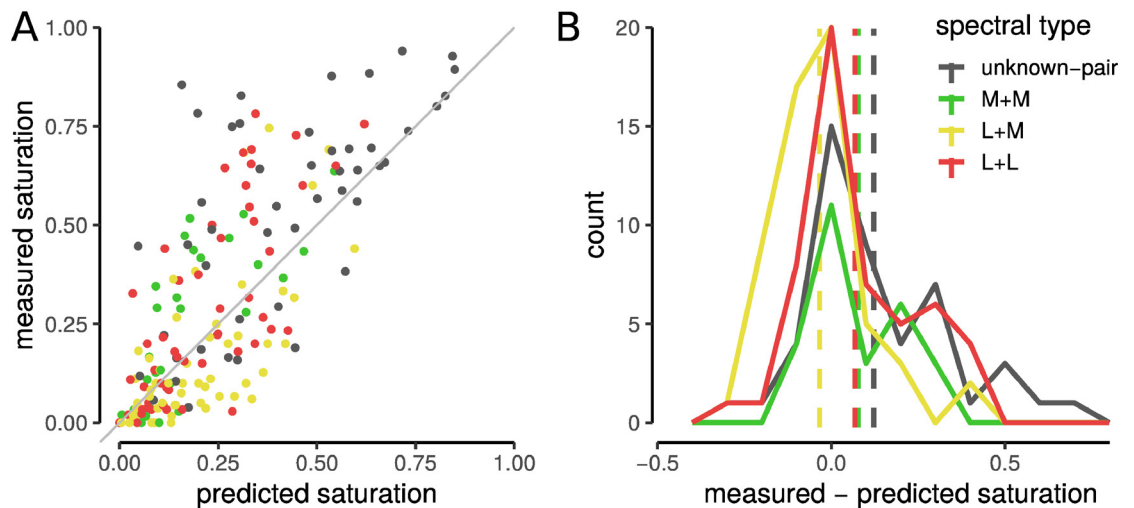 A
measured saturation
1.00
0.75
0.50
0.25
0.00
0.00 0.25 0.50 0.75 1.00
predicted saturation
B
count
20
15
10
5
0
−0.5 0.0 0.5
measured − predicted saturation
spectral type
unknown−pair
M+M
L+M
L+L